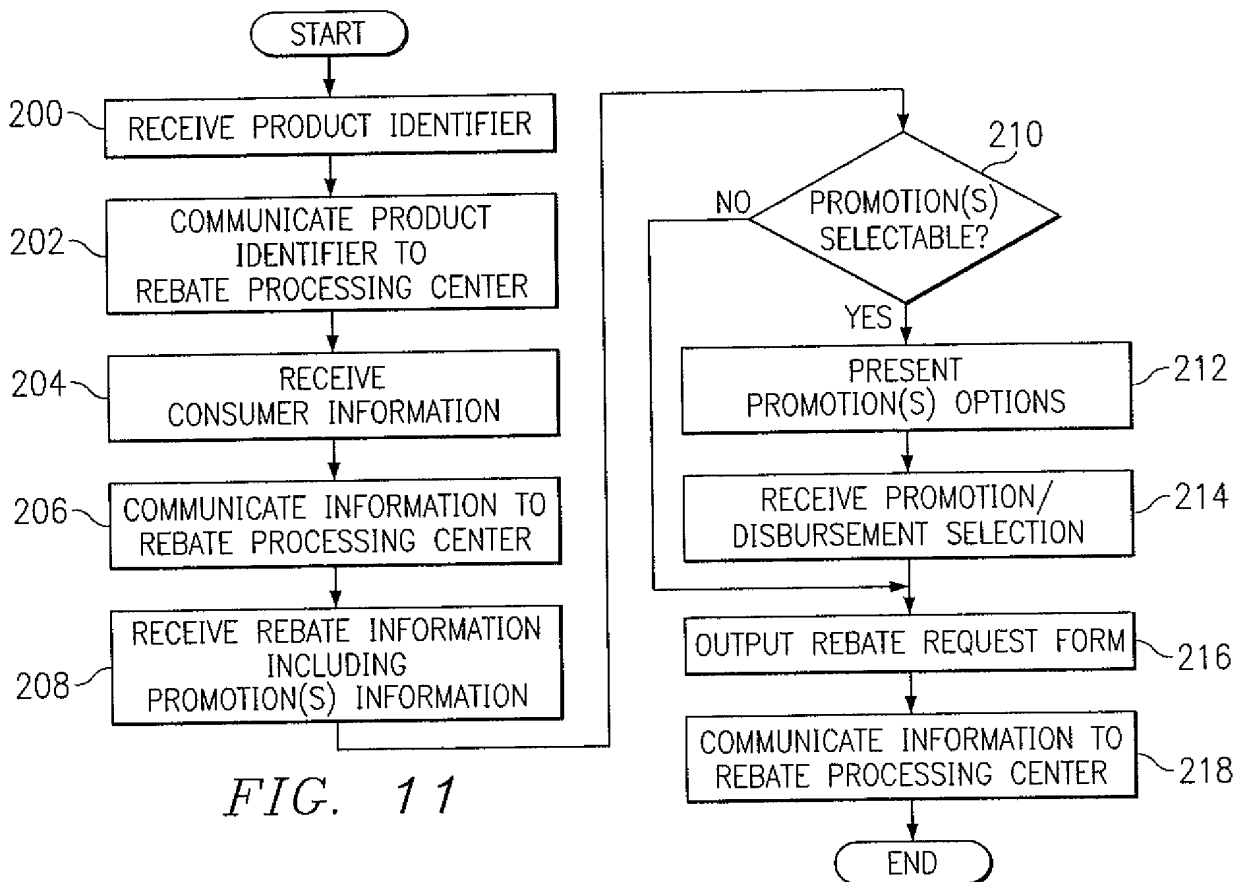 START
200
RECEIVE PRODUCT IDENTIFIER
202
COMMUNICATE PRODUCT
IDENTIFIER TO
REBATE PROCESSING CENTER
204
RECEIVE
CONSUMER INFORMATION
206
COMMUNICATE INFORMATION TO
REBATE PROCESSING CENTER
208
RECEIVE REBATE INFORMATION
INCLUDING
PROMOTION(S) INFORMATION
210
PROMOTION(S)
SELECTABLE?
NO
YES
PRESENT
PROMOTION(S) OPTIONS
212
RECEIVE PROMOTION/
DISBURSEMENT SELECTION
214
OUTPUT REBATE REQUEST FORM
216
COMMUNICATE INFORMATION TO
REBATE PROCESSING CENTER
218
END
FIG. 11